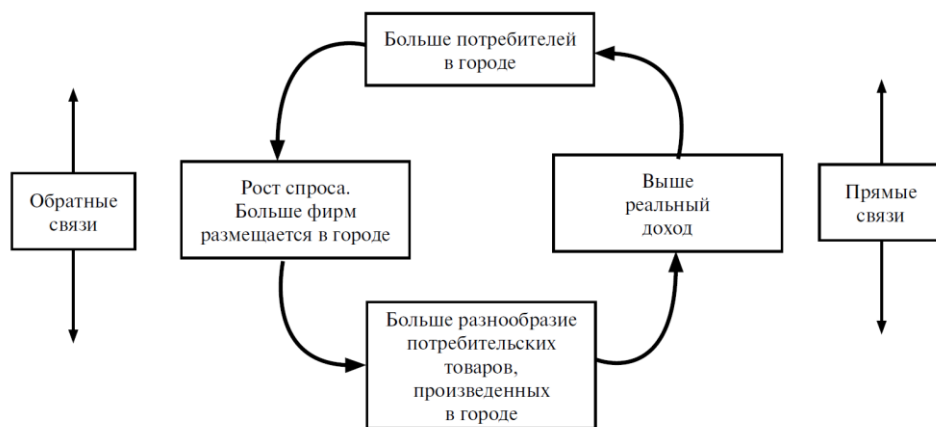 Больше потребителей
в городе
Обратные
связи
Рост спроса.
Больше фирм
размещается в городе
Выше
реальный
доход
Прямые
связи
Больше разнообразие
потребительских
товаров,
произведенных
в городе